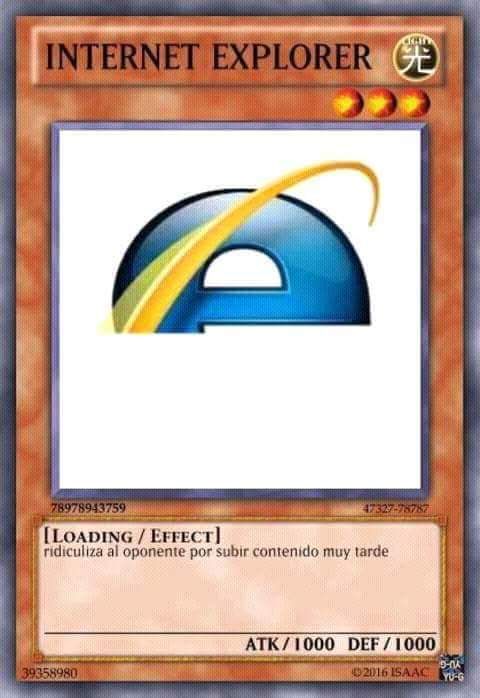 INTERNET EXPLORER
LIGHT
光
78978943759
47327-78787
[LOADING / EFFECT]
ridiculiza al oponente por subir contenido muy tarde
ATK/1000 DEF/1000
39358980
©2016 ISAAC